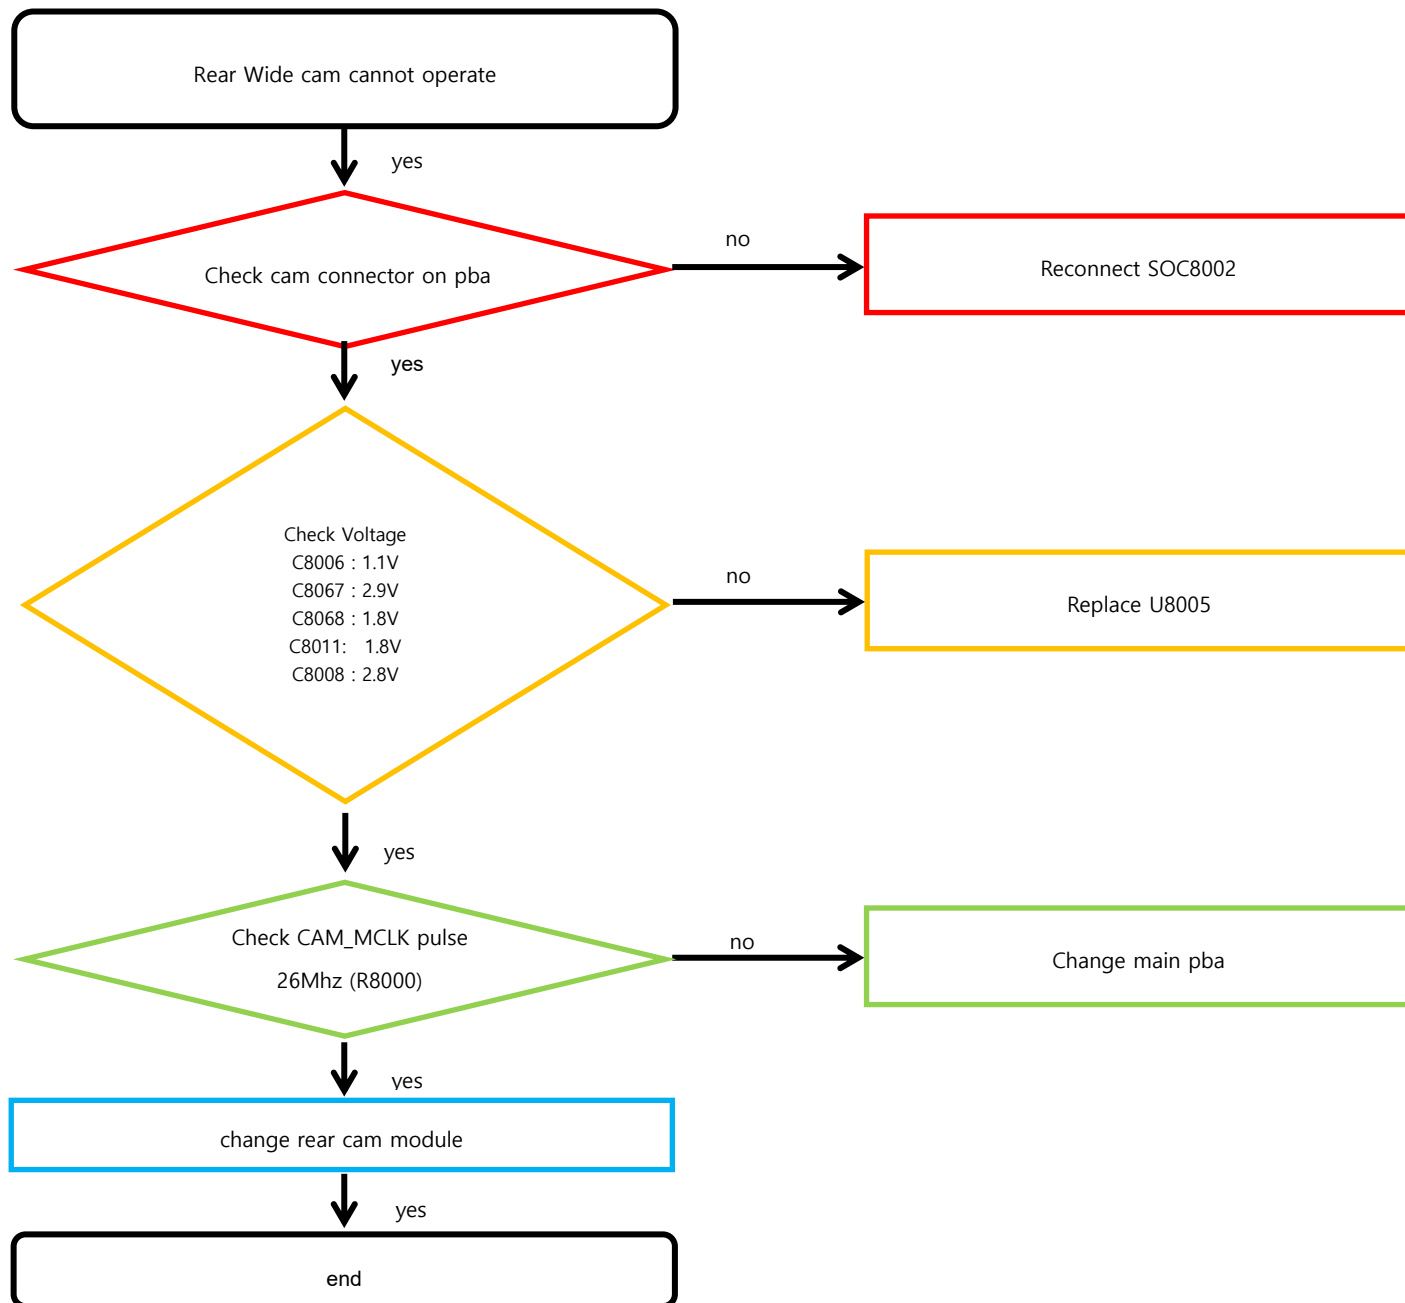 Rear Wide cam cannot operate
yes
Check cam connector on pba
no
Reconnect SOC8002
yes
Check Voltage
C8006 : 1.1V
C8067 : 2.9V
C8068 : 1.8V
C8011: 1.8V
C8008 : 2.8V
no
Replace U8005
yes
Check CAM_MCLK pulse
26Mhz (R8000)
no
Change main pba
yes
change rear cam module
yes
end